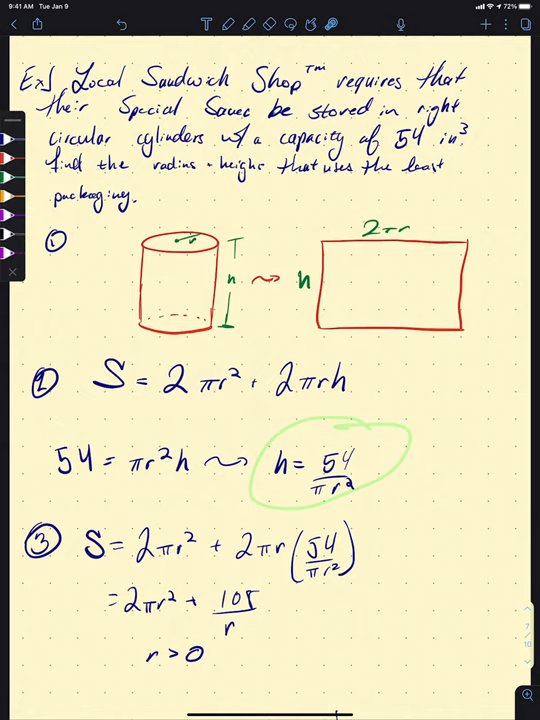 9:41 AM Tue Jan 9
72%
Ex] Local Sandwich Shop™ requires that
their Special Sauce be stored in right
circular cylinders w/ a capacity of 54 in³
find the radius + height that uses the least
packaging.
①
r
h
2πr
h
② S = 2πr² + 2πrh
54 = πr²h ⇝ h = 54/πr²
③ S = 2πr² + 2πr (54/πr²)
= 2πr² + 108/r
r > 0
7
/
10